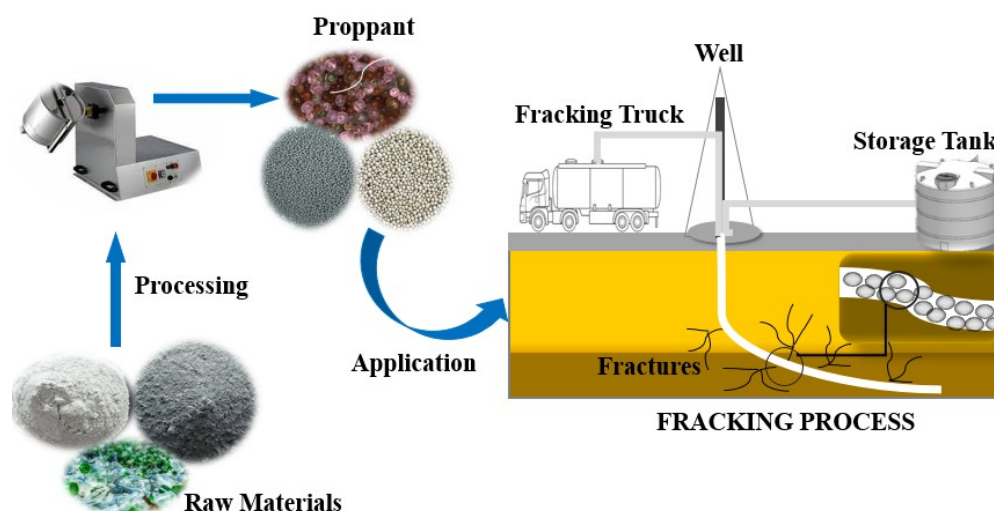 Proppant
Well
Fracking Truck
Storage Tank
Processing
Application
Fractures
FRACKING PROCESS
Raw Materials